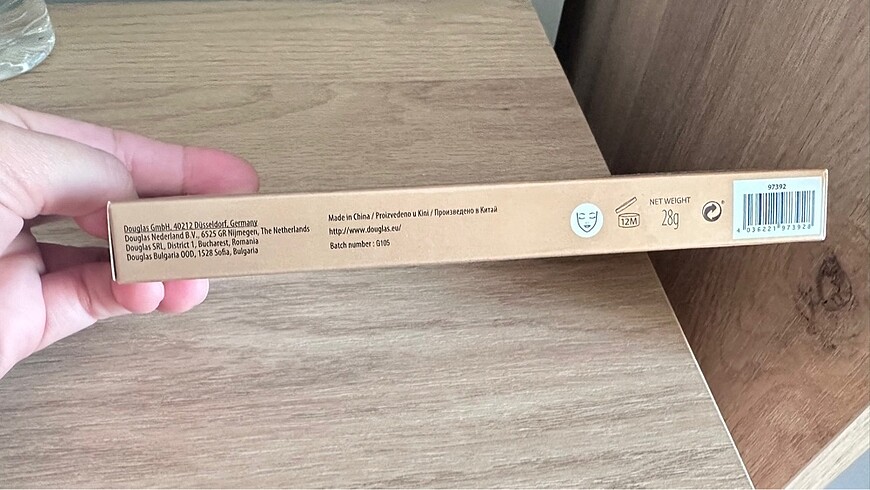 Douglas GmbH, 40212 Düsseldorf, Germany
Douglas Nederland B.V., 6525 GR Nijmegen, The Netherlands
Douglas SRL, District 1, Bucharest, Romania
Douglas Bulgaria OOD, 1528 Sofia, Bulgaria
Made in China / Proizvedeno u Kini / Произведено в Китай
http://www.douglas.eu/
Batch number : G105
12M
NET WEIGHT
28g
97392
4 036221 973928